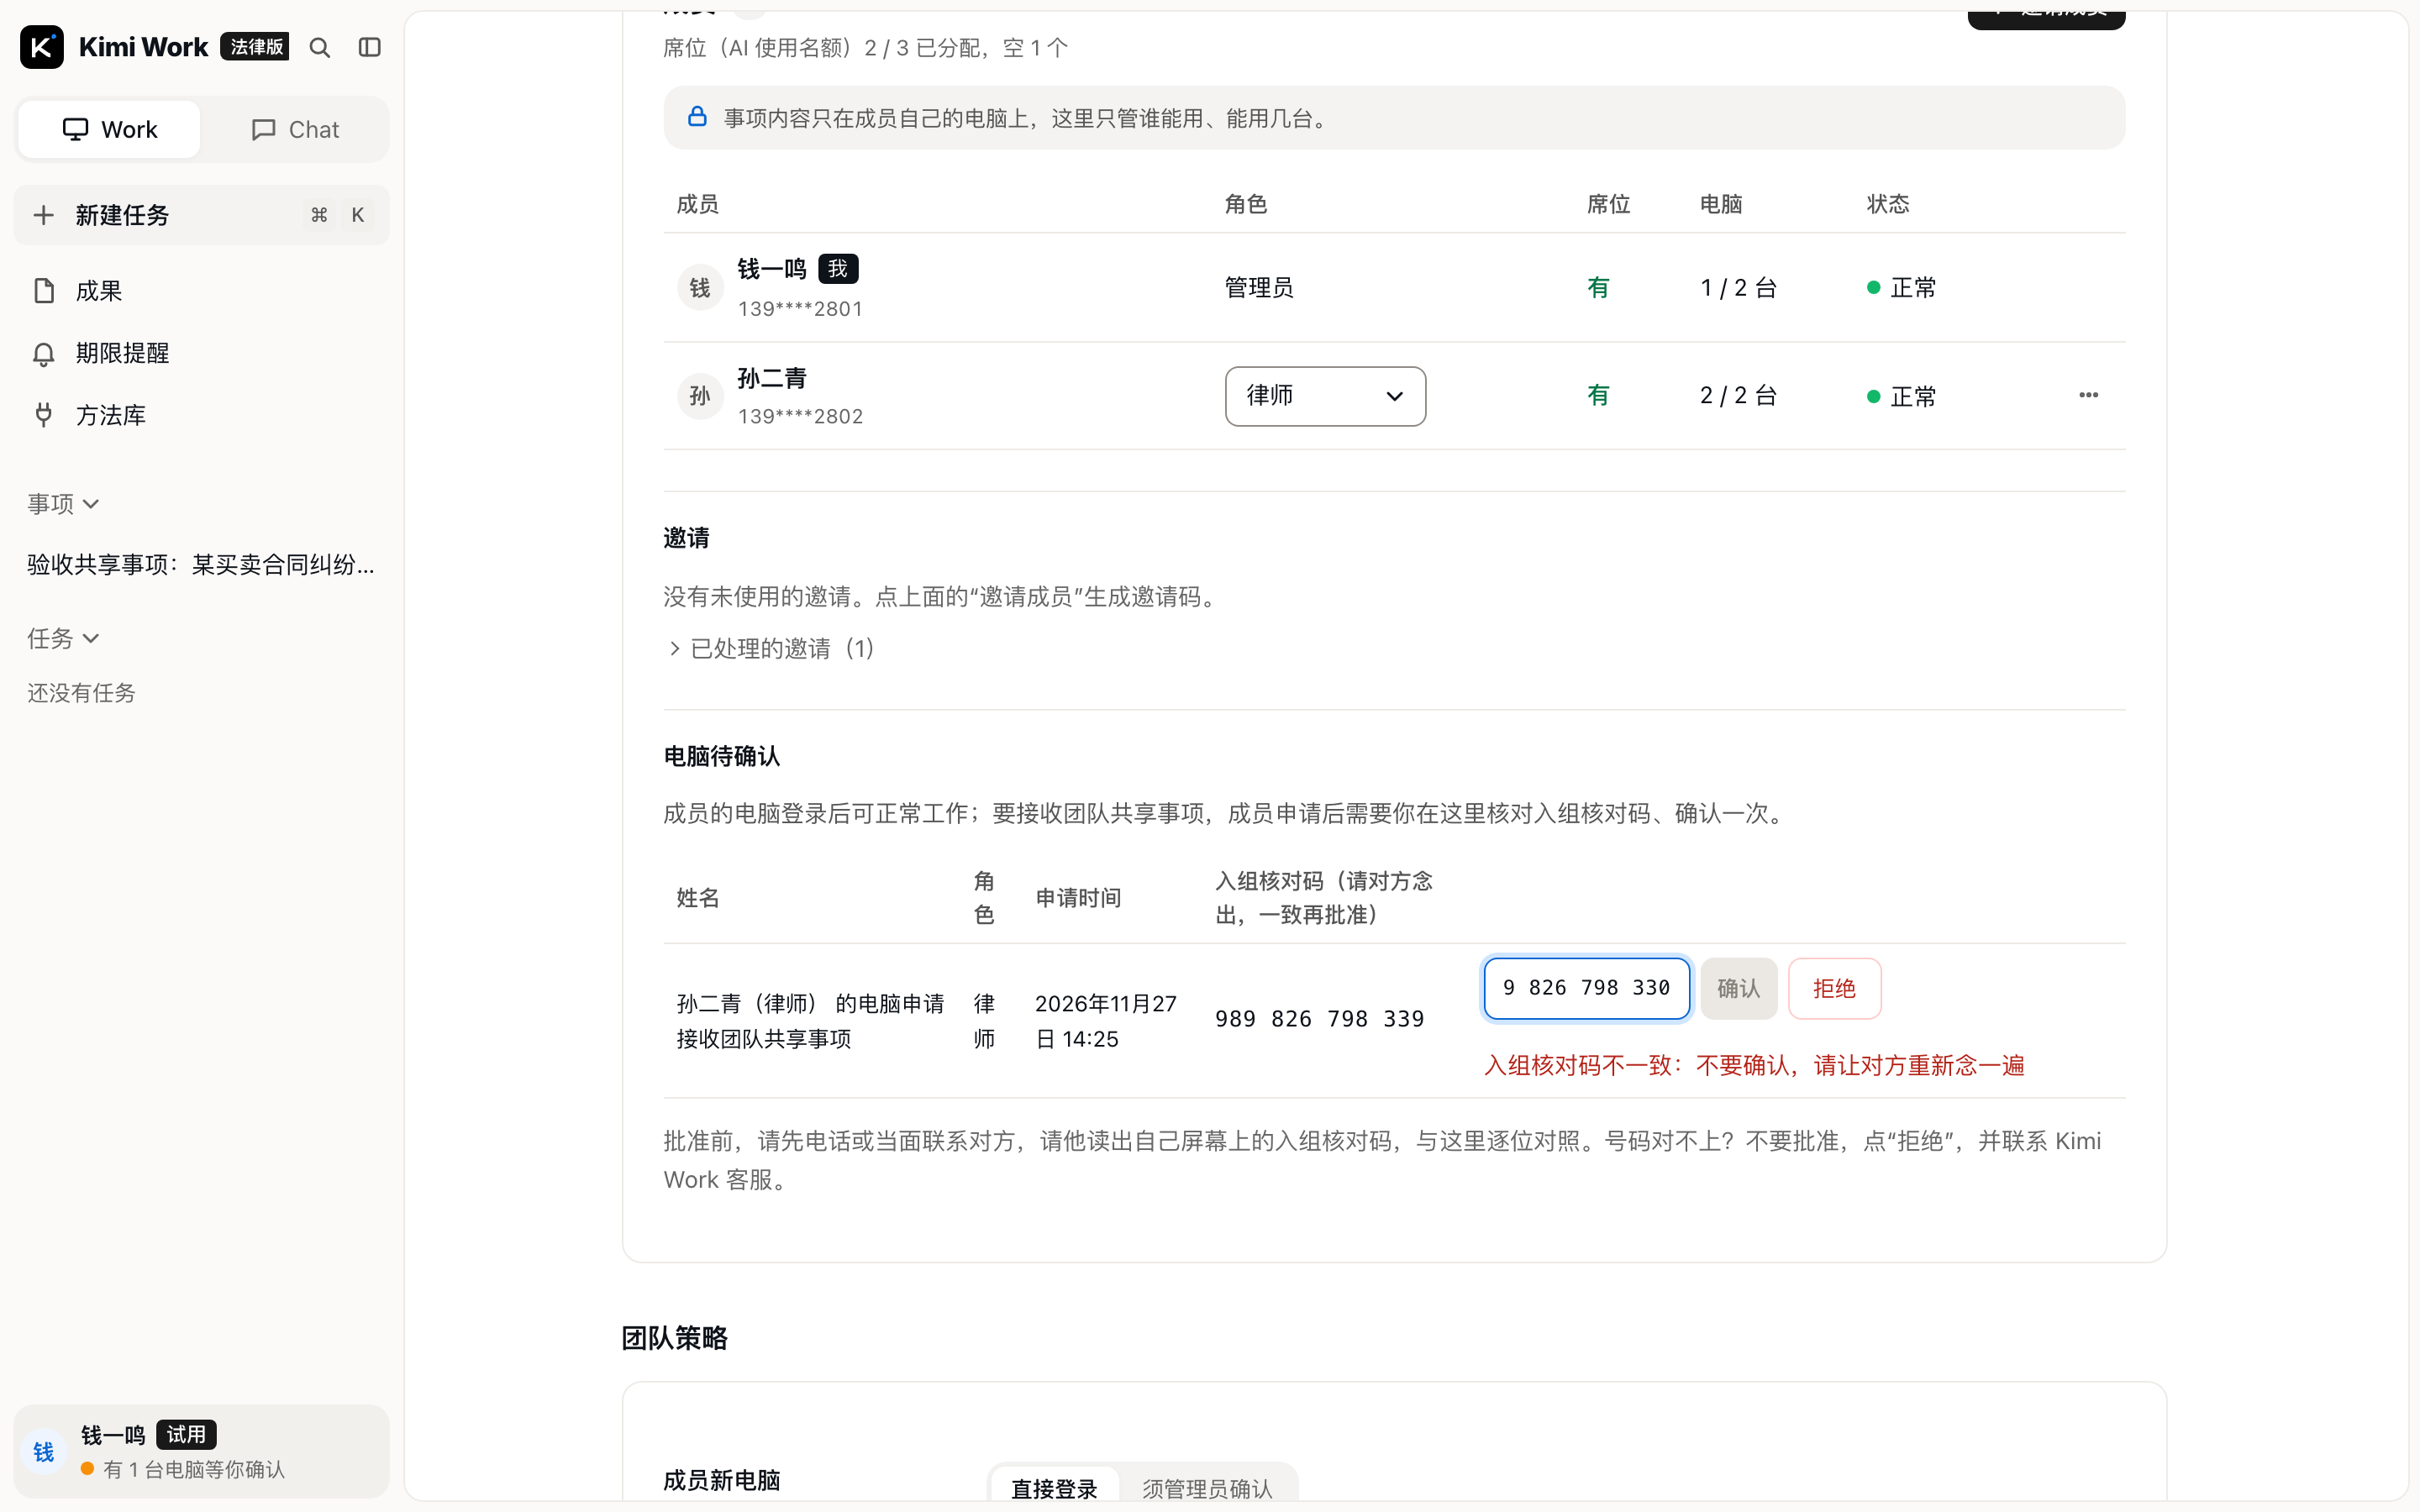 Kimi Work 法律版
Work
Chat
新建任务 ⌘ K
成果
期限提醒
方法库
事项
验收共享事项：某买卖合同纠纷...
任务
还没有任务
钱
钱一鸣 试用
有 1 台电脑等你确认
席位（AI 使用名额）2 / 3 已分配，空 1 个
事项内容只在成员自己的电脑上，这里只管谁能用、能用几台。
成员 角色 席位 电脑 状态
钱 钱一鸣 我
139****2801
管理员 有 1 / 2 台 正常
孙 孙二青
139****2802
律师 有 2 / 2 台 正常
邀请
没有未使用的邀请。点上面的“邀请成员”生成邀请码。
已处理的邀请（1）
电脑待确认
成员的电脑登录后可正常工作；要接收团队共享事项，成员申请后需要你在这里核对入组核对码、确认一次。
姓名
角
色
申请时间
入组核对码（请对方念
出，一致再批准）
孙二青（律师） 的电脑申请
接收团队共享事项
律
师
2026年11月27
日 14:25
989 826 798 339
9 826 798 330 确认 拒绝
入组核对码不一致：不要确认，请让对方重新念一遍
批准前，请先电话或当面联系对方，请他读出自己屏幕上的入组核对码，与这里逐位对照。号码对不上？不要批准，点“拒绝”，并联系 Kimi
Work 客服。
团队策略
成员新电脑 直接登录 须管理员确认